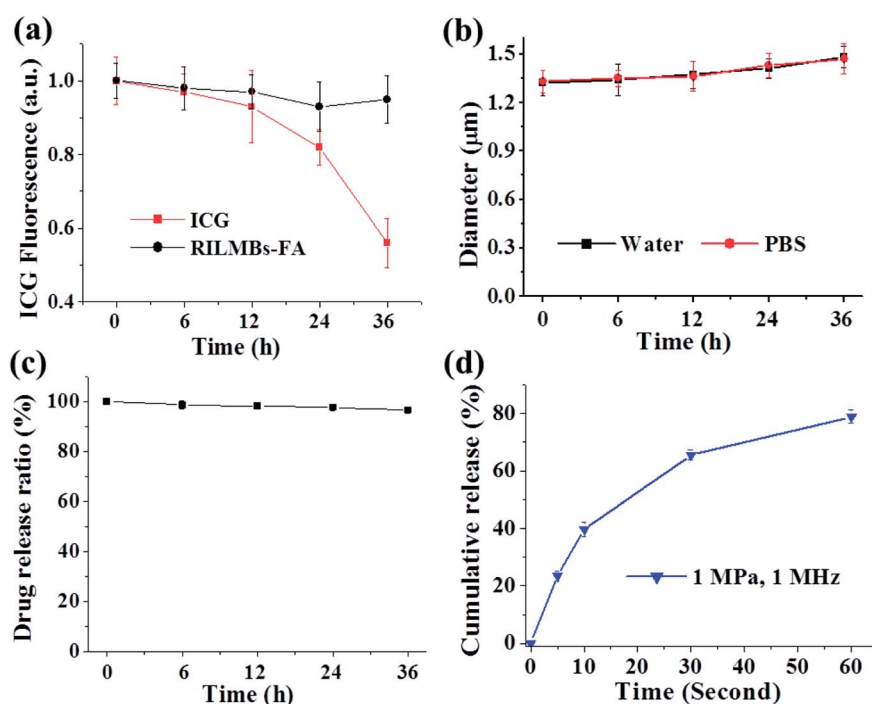 (a)
ICG Fluorescence (a.u.)
1.0
0.8
0.6
0.4
ICG
RILMBs-FA
0 6 12 24 36
Time (h)
(b)
Diameter (μm)
1.5
1.2
0.9
0.6
0.3
0.0
Water PBS
0 6 12 24 36
Time (h)
(c)
Drug release ratio (%)
100
80
60
40
20
0
0 6 12 24 36
Time (h)
(d)
Cumulative release (%)
80
60
40
20
0
1 MPa, 1 MHz
0 10 20 30 40 50 60
Time (Second)